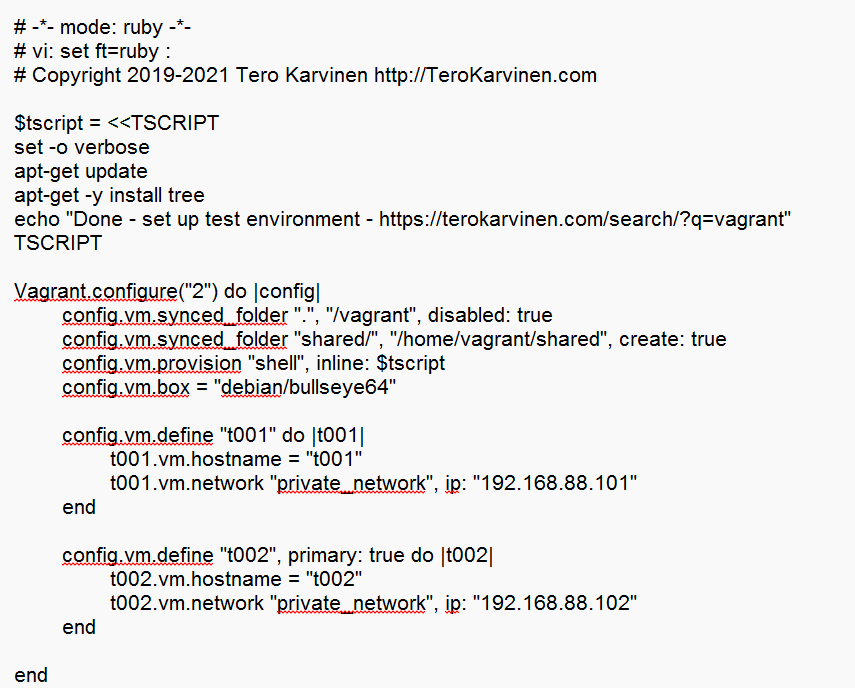 # -*- mode: ruby -*-
# vi: set ft=ruby :
# Copyright 2019-2021 Tero Karvinen http://TeroKarvinen.com
$tscript = <<TSCRIPT
set -o verbose
apt-get update
apt-get -y install tree
echo "Done - set up test environment - https://terokarvinen.com/search/?q=vagrant"
TSCRIPT
Vagrant.configure("2") do |config|
config.vm.synced_folder ".", "/vagrant", disabled: true
config.vm.synced_folder "shared/", "/home/vagrant/shared", create: true
config.vm.provision "shell", inline: $tscript
config.vm.box = "debian/bullseye64"
config.vm.define "t001" do |t001|
t001.vm.hostname = "t001"
t001.vm.network "private_network", ip: "192.168.88.101"
end
config.vm.define "t002", primary: true do |t002|
t002.vm.hostname = "t002"
t002.vm.network "private_network", ip: "192.168.88.102"
end
end